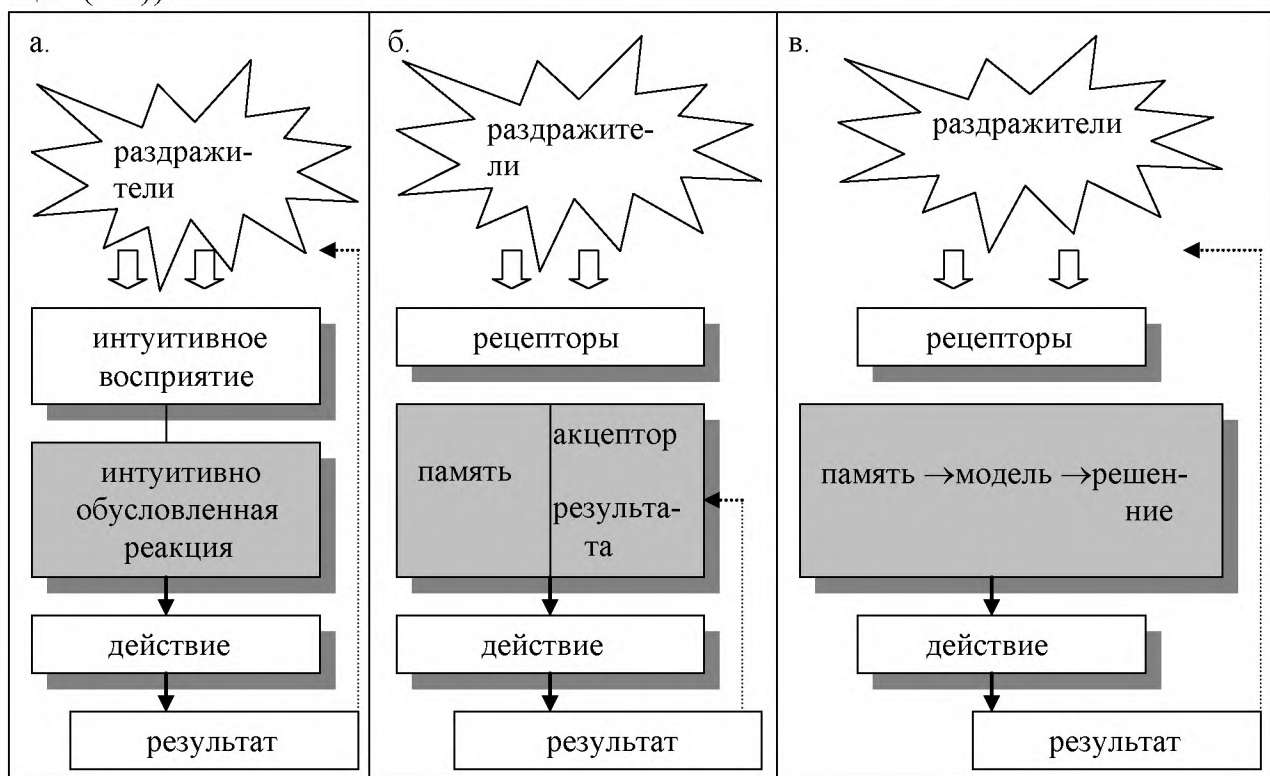 а.
раздражи-
тели
интуитивное
восприятие
интуитивно
обусловленная
реакция
действие
результат
б.
раздражите-
ли
рецепторы
память
акцептор
результа-
та
действие
результат
в.
раздражители
рецепторы
память →модель →решен-
ние
действие
результат